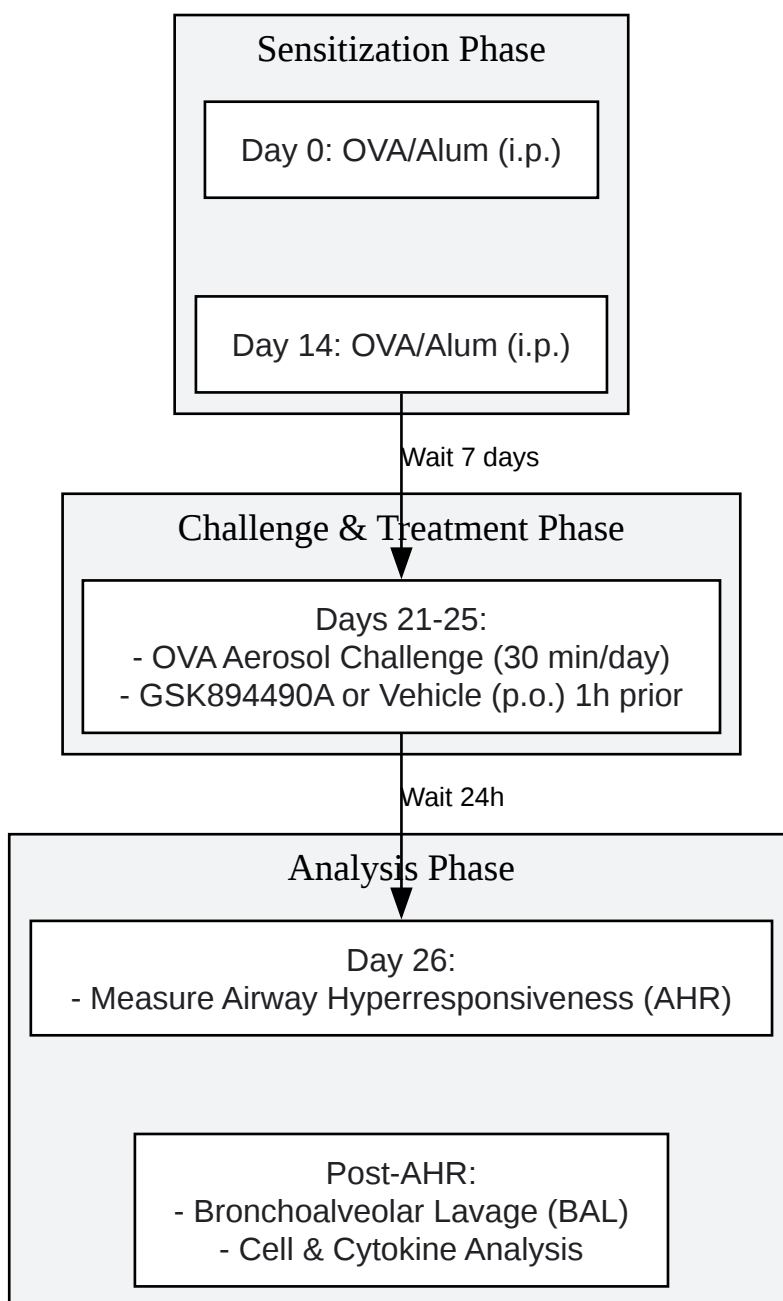 Sensitization Phase
Day 0: OVA/Alum (i.p.)
Day 14: OVA/Alum (i.p.)
Wait 7 days
Challenge & Treatment Phase
Days 21-25:
- OVA Aerosol Challenge (30 min/day)
- GSK894490A or Vehicle (p.o.) 1h prior
Wait 24h
Analysis Phase
Day 26:
- Measure Airway Hyperresponsiveness (AHR)
Post-AHR:
- Bronchoalveolar Lavage (BAL)
- Cell & Cytokine Analysis